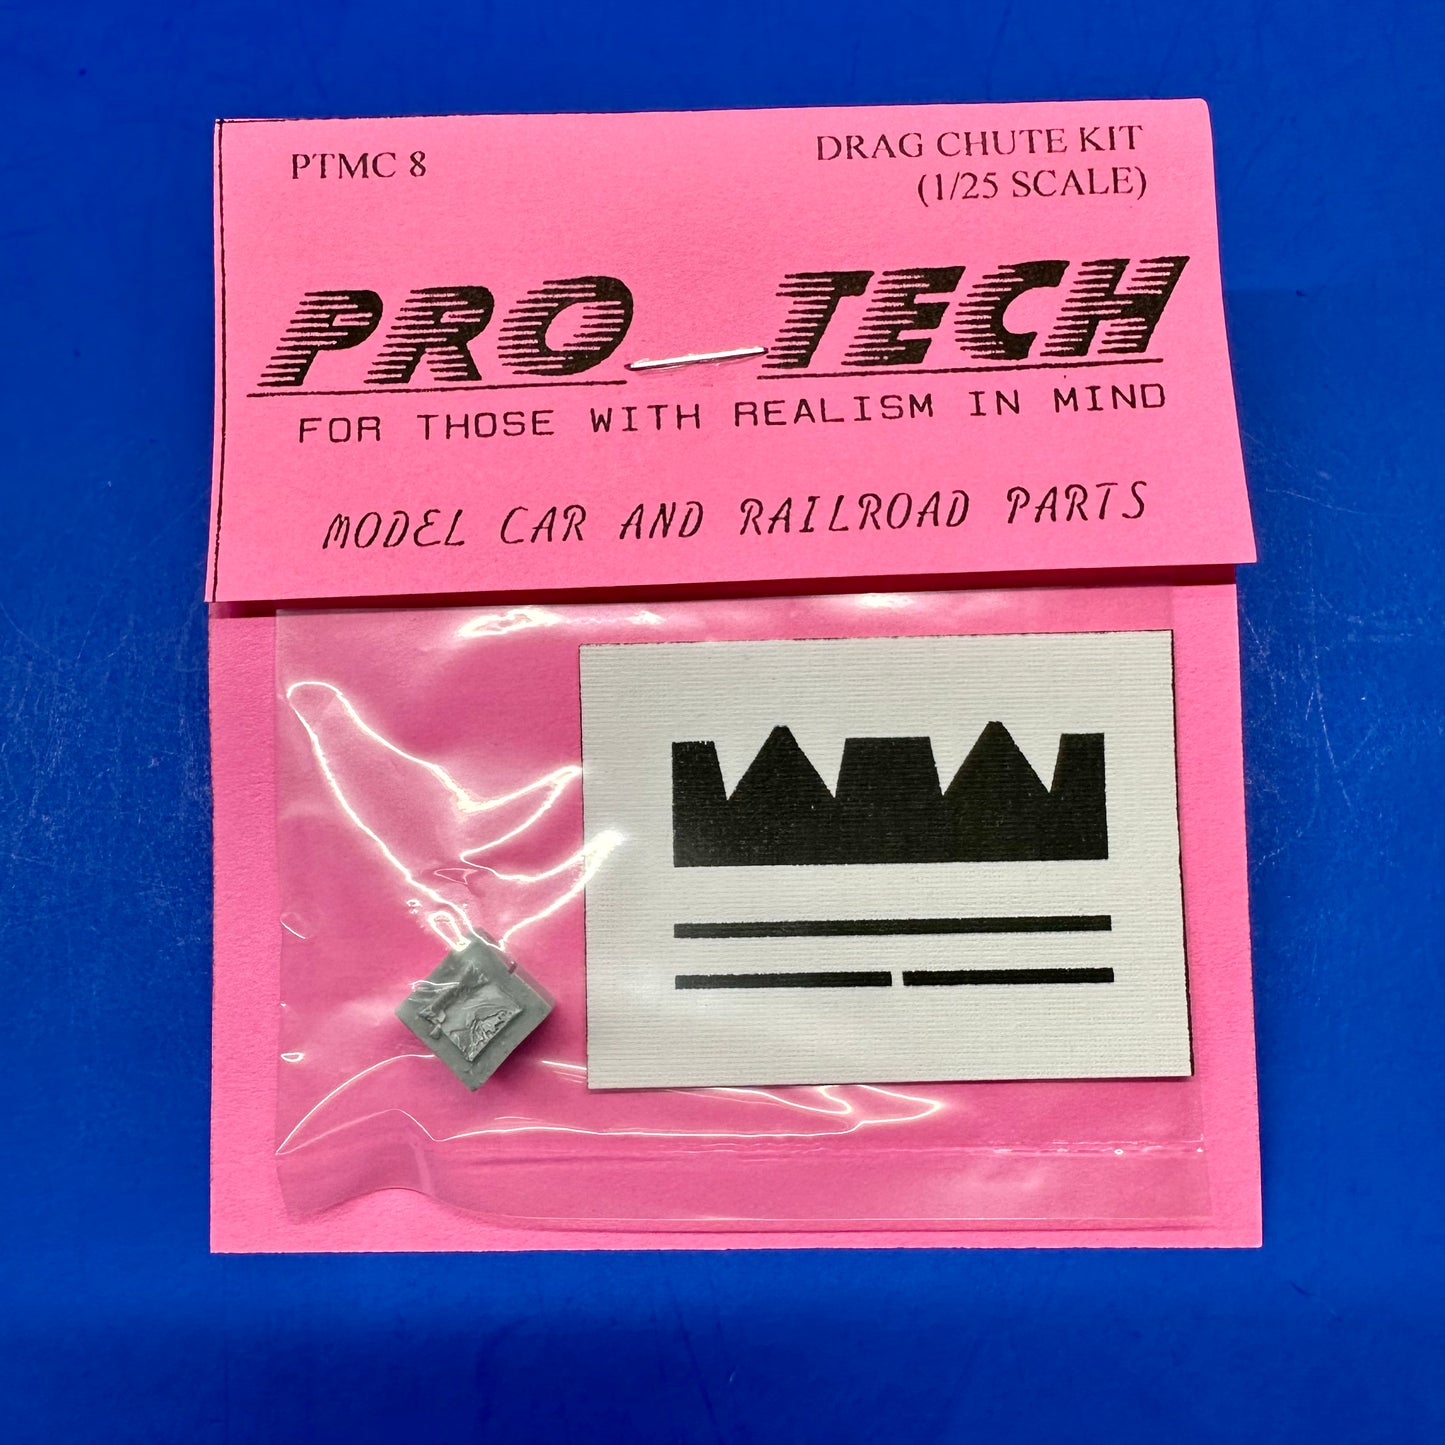 PTMC 8
DRAG CHUTE KIT
(1/25 SCALE)
PRO TECH
FOR THOSE WITH REALISM IN MIND
MODEL CAR AND RAILROAD PARTS